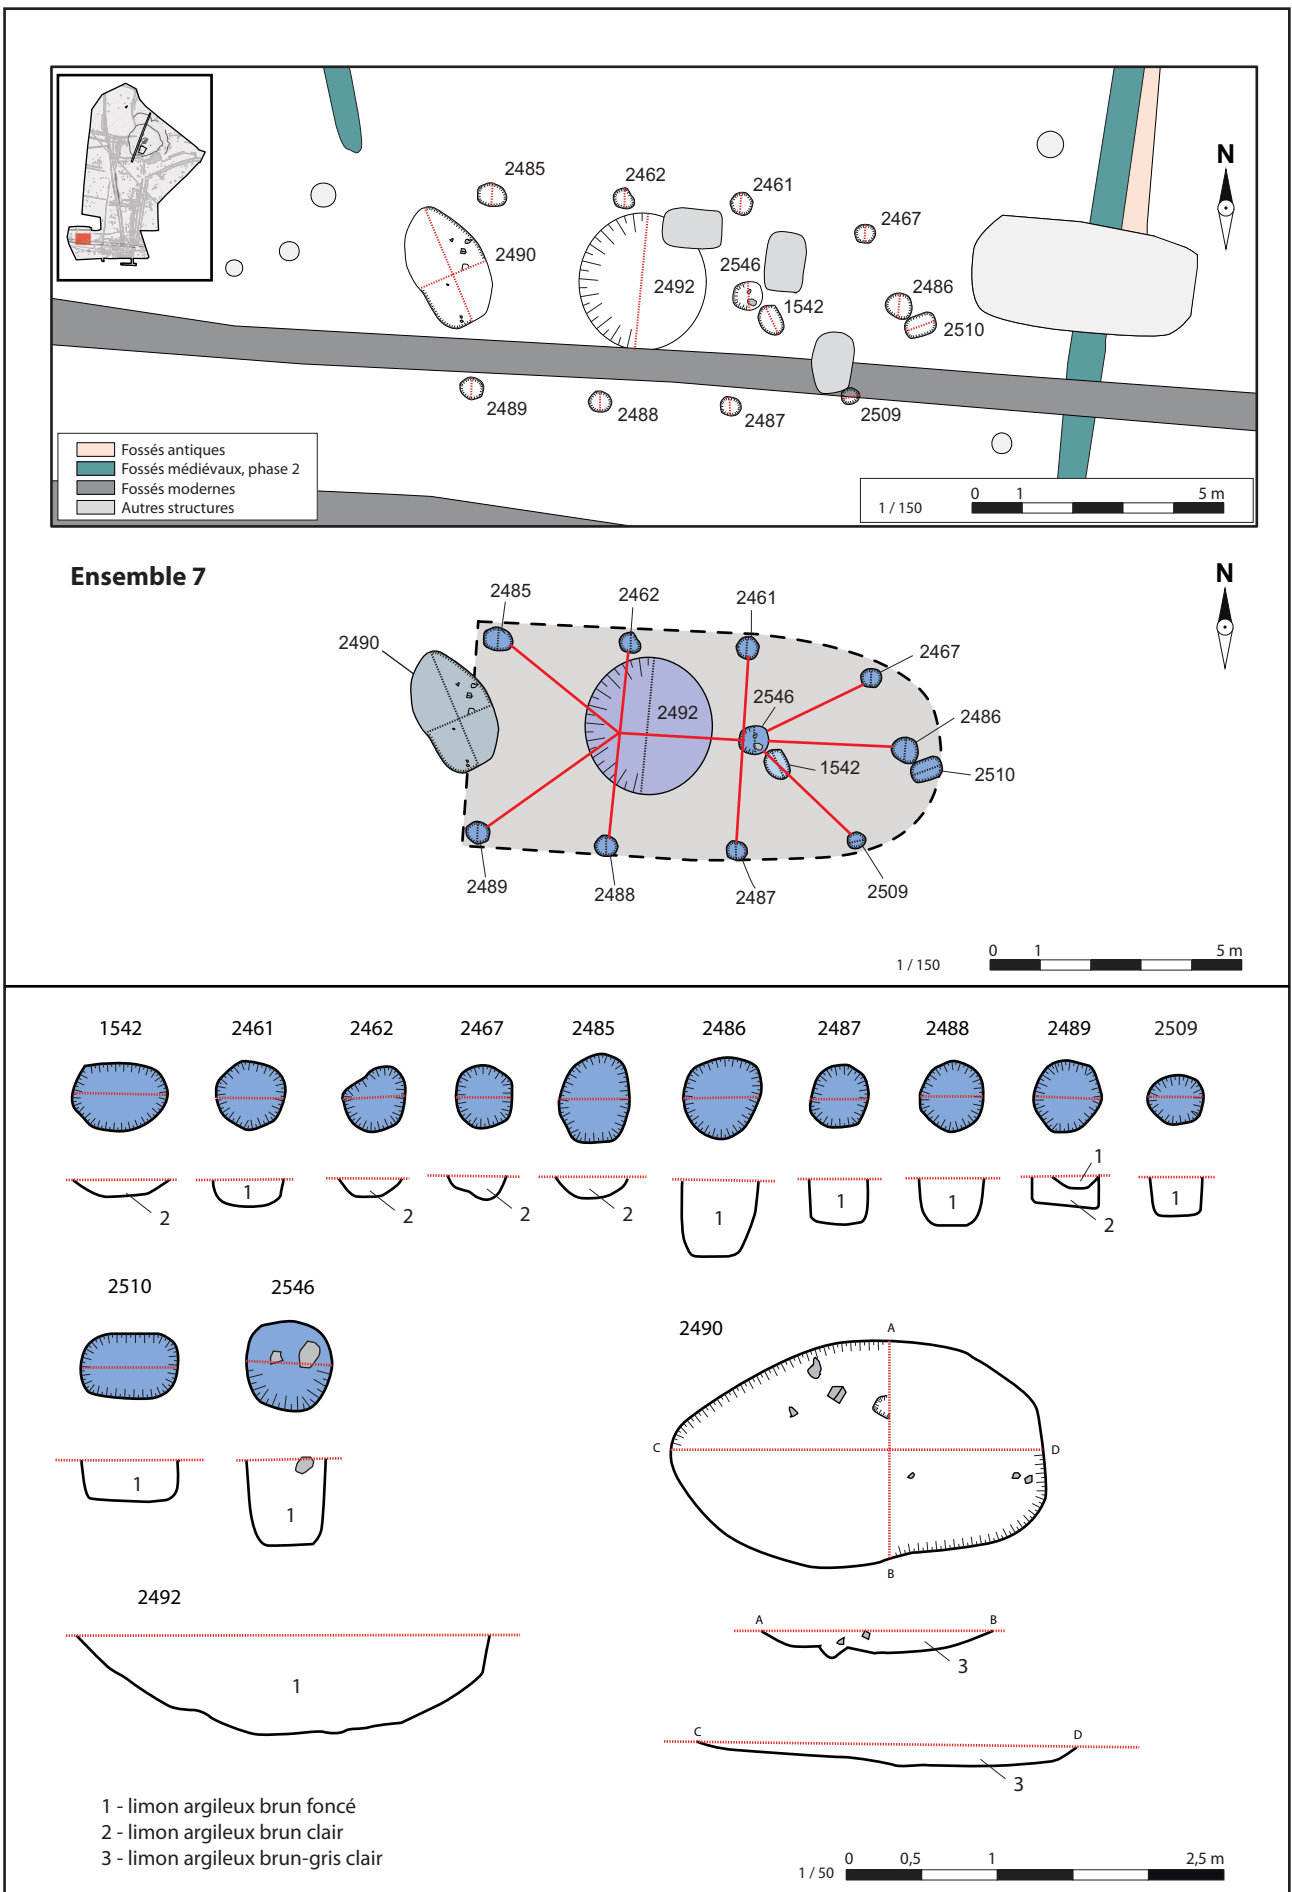 N
2485
2462
2461
2467
2490
2546
2492
1542
2486
2510
2489
2488
2487
2509
Fossés antiques
Fossés médiévaux, phase 2
Fossés modernes
Autres structures
0 1 5 m
1 / 150
Ensemble 7
N
2485
2462
2461
2490
2467
2546
2492
2486
1542
2510
2489
2488
2487
2509
0 1 5 m
1 / 150
1542 2461 2462 2467 2485 2486 2487 2488 2489 2509
1
1
1
1
1
1
2
2
2
2
2
2510 2546
2490
A
C
D
B
1
1
2492
A B
3
1
C D
3
1 - limon argileux brun foncé
2 - limon argileux brun clair
3 - limon argileux brun-gris clair
0 0,5 1 2,5 m
1 / 50